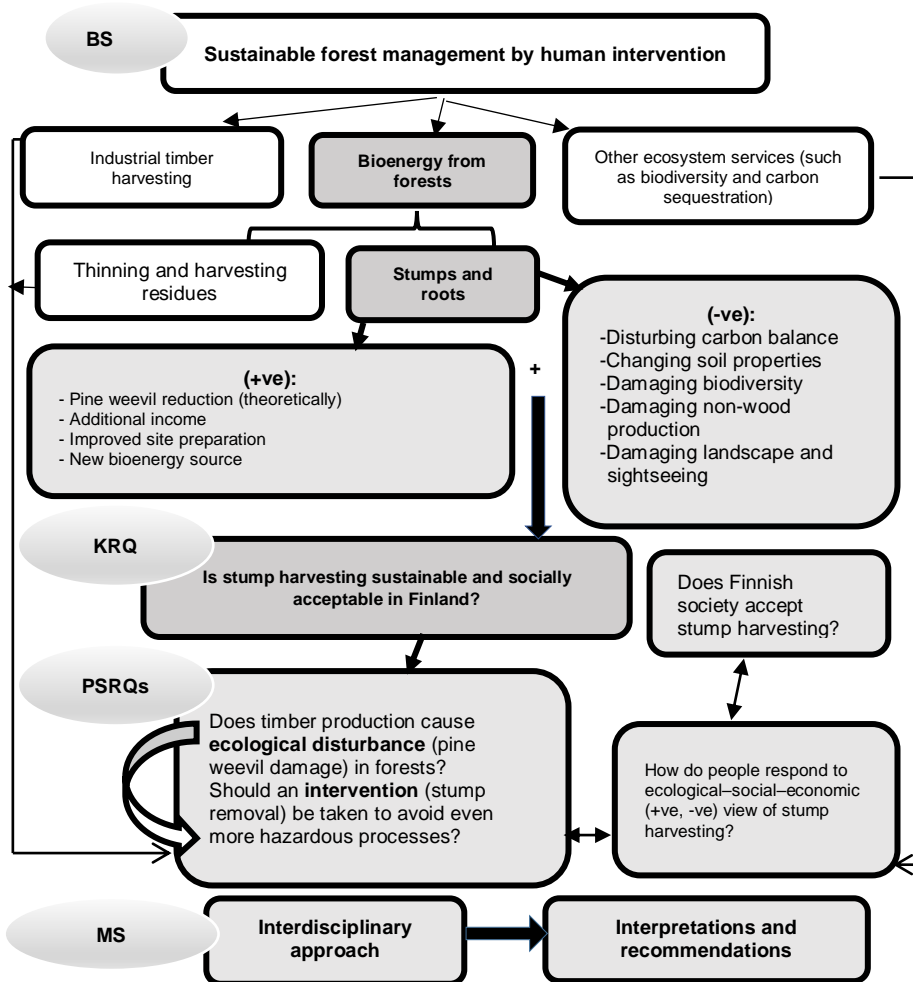 BS
Sustainable forest management by human intervention
Industrial timber
harvesting
Bioenergy from
forests
Other ecosystem services (such
as biodiversity and carbon
sequestration)
Thinning and harvesting
residues
Stumps and
roots
(+ve):
- Pine weevil reduction (theoretically)
- Additional income
- Improved site preparation
- New bioenergy source
+
(-ve):
-Disturbing carbon balance
-Changing soil properties
-Damaging biodiversity
-Damaging non-wood
production
-Damaging landscape and
sightseeing
KRQ
Is stump harvesting sustainable and socially
acceptable in Finland?
Does Finnish
society accept
stump harvesting?
PSRQs
Does timber production cause
ecological disturbance (pine
weevil damage) in forests?
Should an intervention (stump
removal) be taken to avoid even
more hazardous processes?
How do people respond to
ecological–social–economic
(+ve, -ve) view of stump
harvesting?
MS
Interdisciplinary
approach
Interpretations and
recommendations